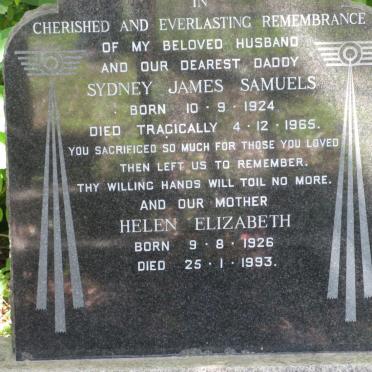 IN
CHERISHED AND EVERLASTING REMEMBRANCE
OF MY BELOVED HUSBAND
AND OUR DEAREST DADDY
SYDNEY JAMES SAMUELS
BORN 10·9·1924
DIED TRAGICALLY 4·12·1965.
YOU SACRIFICED SO MUCH FOR THOSE YOU LOVED
THEN LEFT US TO REMEMBER.
THY WILLING HANDS WILL TOIL NO MORE.
AND OUR MOTHER
HELEN ELIZABETH
BORN 9·8·1926
DIED 25·1·1993.